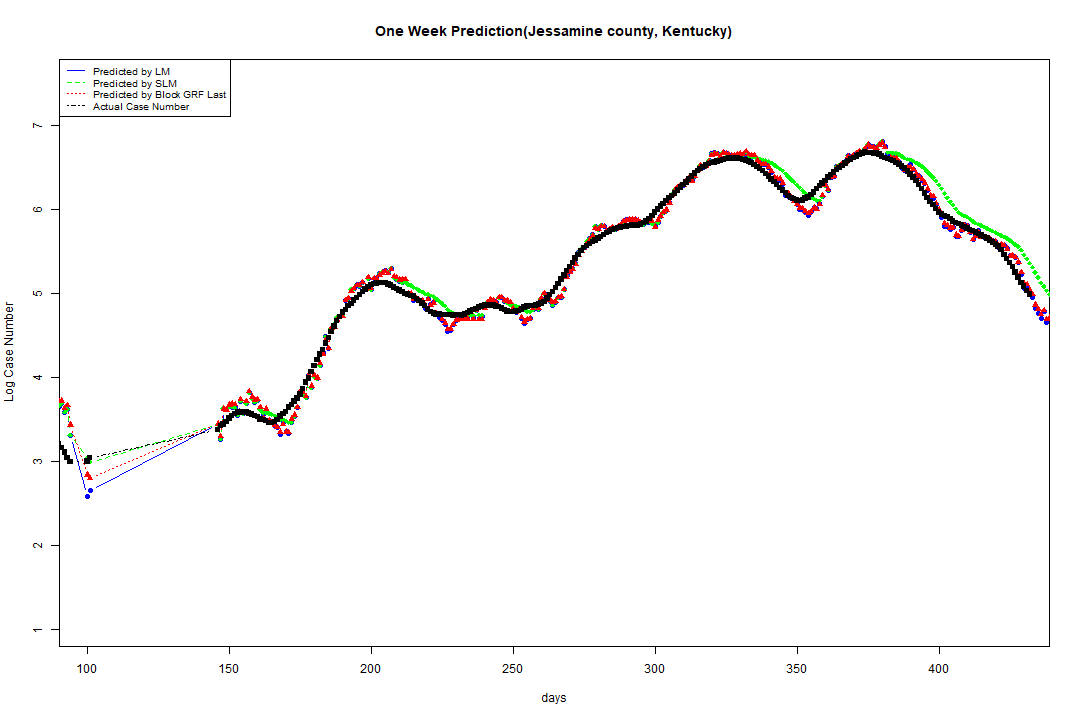 One Week Prediction(Jessamine county, Kentucky)
Predicted by LM
Predicted by SLM
Predicted by Block GRF Last
Actual Case Number
7
6
5
4
3
2
1
Log Case Number
100 150 200 250 300 350 400
days